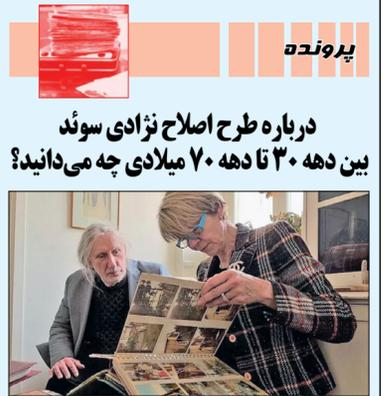 پرونده
درباره طرح اصلاح نژادی سوئد
بین دهه ۳۰ تا دهه ۷۰ میلادی چه می‌دانید؟